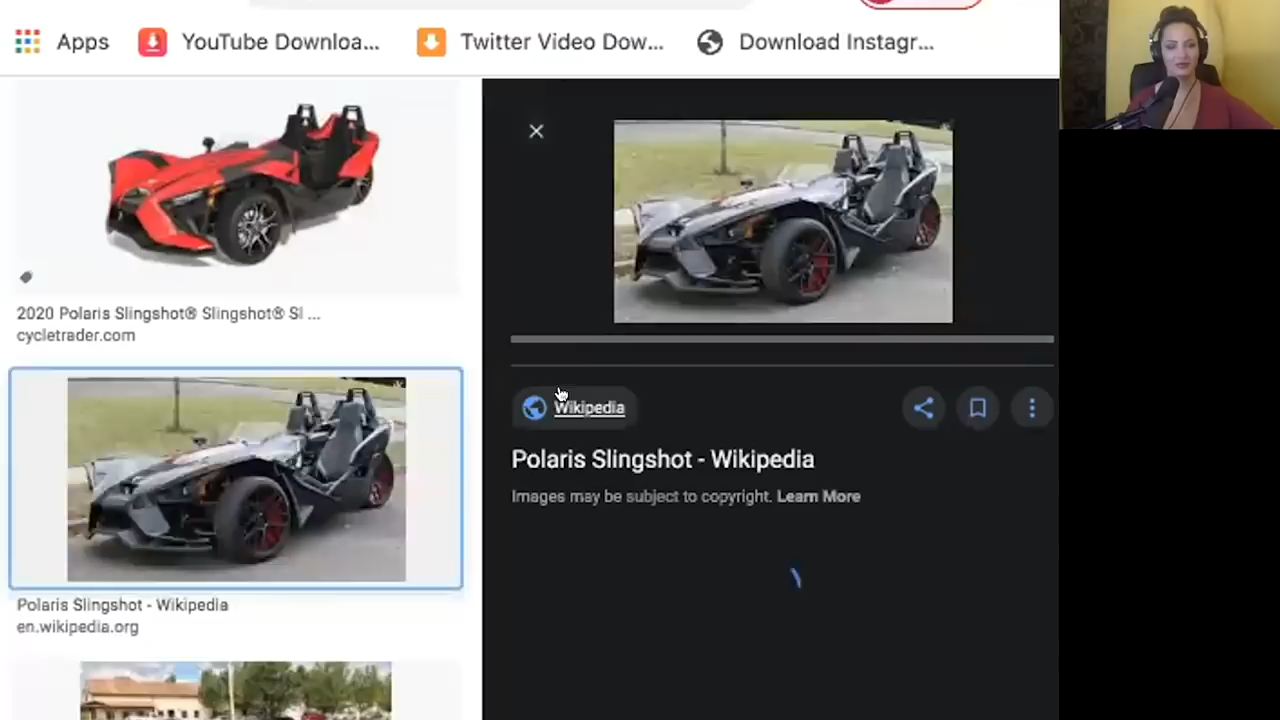 Apps
YouTube Downloa...
Twitter Video Dow...
Download Instagr...
2020 Polaris Slingshot® Slingshot® Sl ...
cycletrader.com
Polaris Slingshot - Wikipedia
en.wikipedia.org
Wikipedia
Polaris Slingshot - Wikipedia
Images may be subject to copyright. Learn More